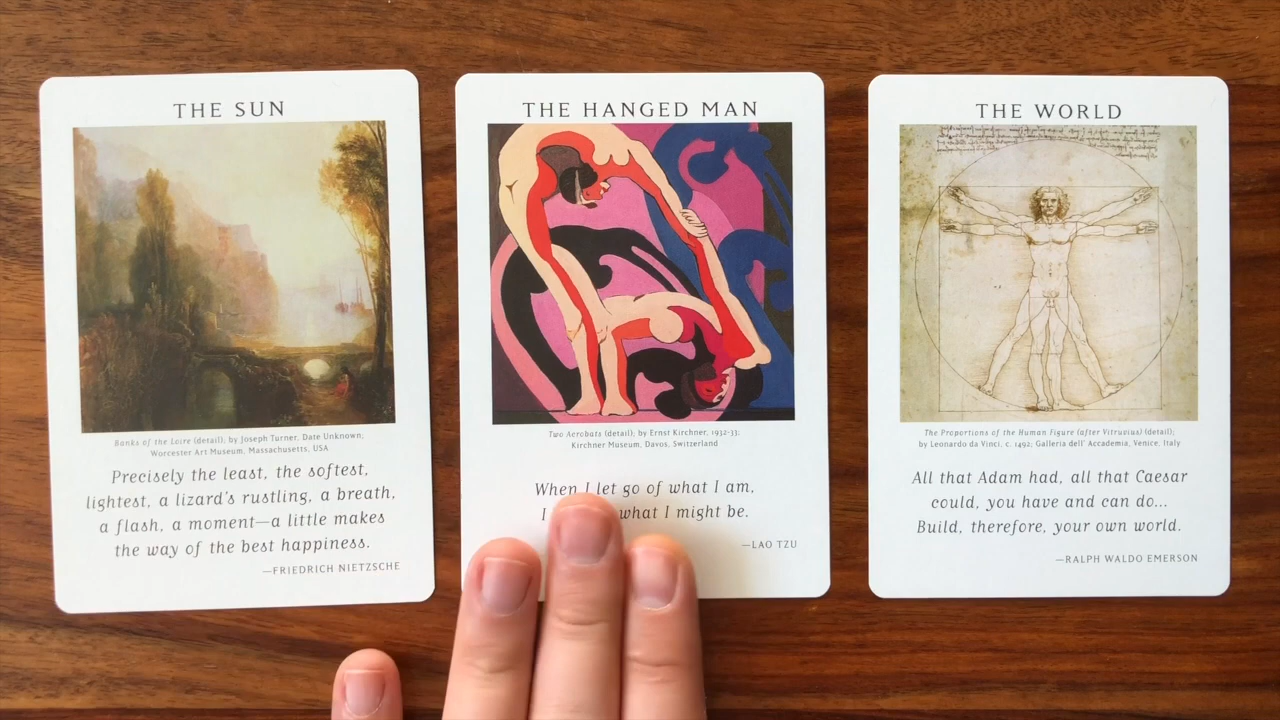 THE SUN
Banks of the Loire (detail); by Joseph Turner, Date Unknown,
Worcester Art Museum, Massachusetts, USA
Precisely the least, the softest,
lightest, a lizard's rustling, a breath,
a flash, a moment—a little makes
the way of the best happiness.
—FRIEDRICH NIETZSCHE
THE HANGED MAN
Two Acrobats (detail); by Ernst Kirchner, 1932-33;
Kirchner Museum, Davos, Switzerland
When I let go of what I am,
I what I might be.
—LAO TZU
THE WORLD
The Proportions of the Human Figure (after Vitruvius) (detail);
by Leonardo da Vinci, c. 1492; Galleria dell' Accademia, Venice, Italy
All that Adam had, all that Caesar
could, you have and can do...
Build, therefore, your own world.
—RALPH WALDO EMERSON